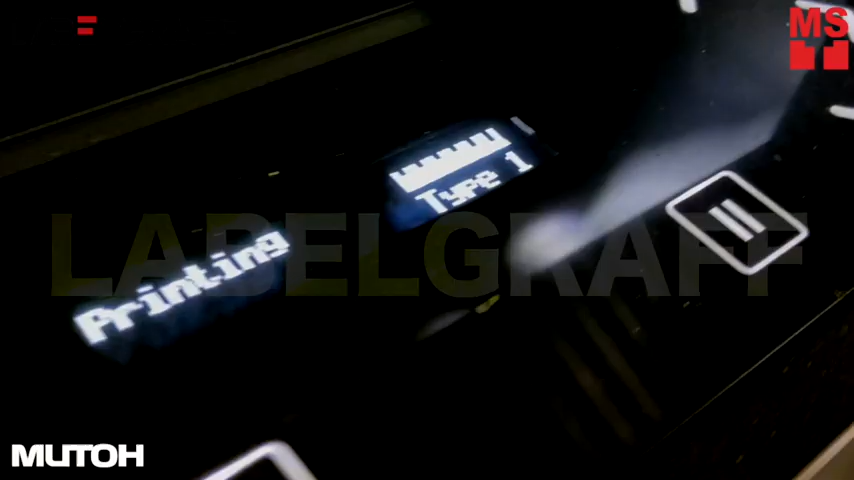 MS
Type 1
LABELGRAFF
Printing
MUTOH